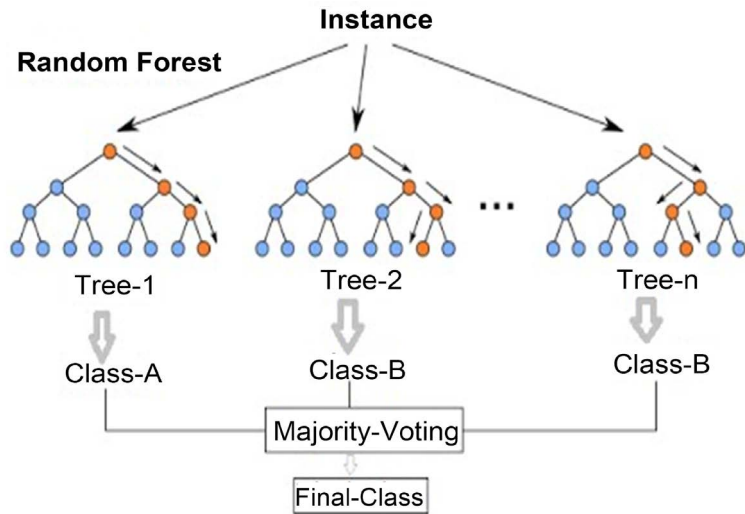 Instance
Random Forest
...
Tree-1
Tree-2
Tree-n
Class-A
Class-B
Class-B
Majority-Voting
Final-Class